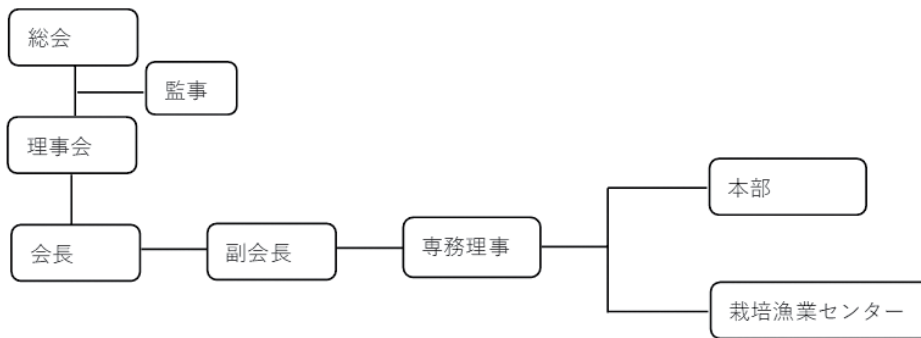 総会
監事
理事会
会長
副会長
専務理事
本部
栽培漁業センター